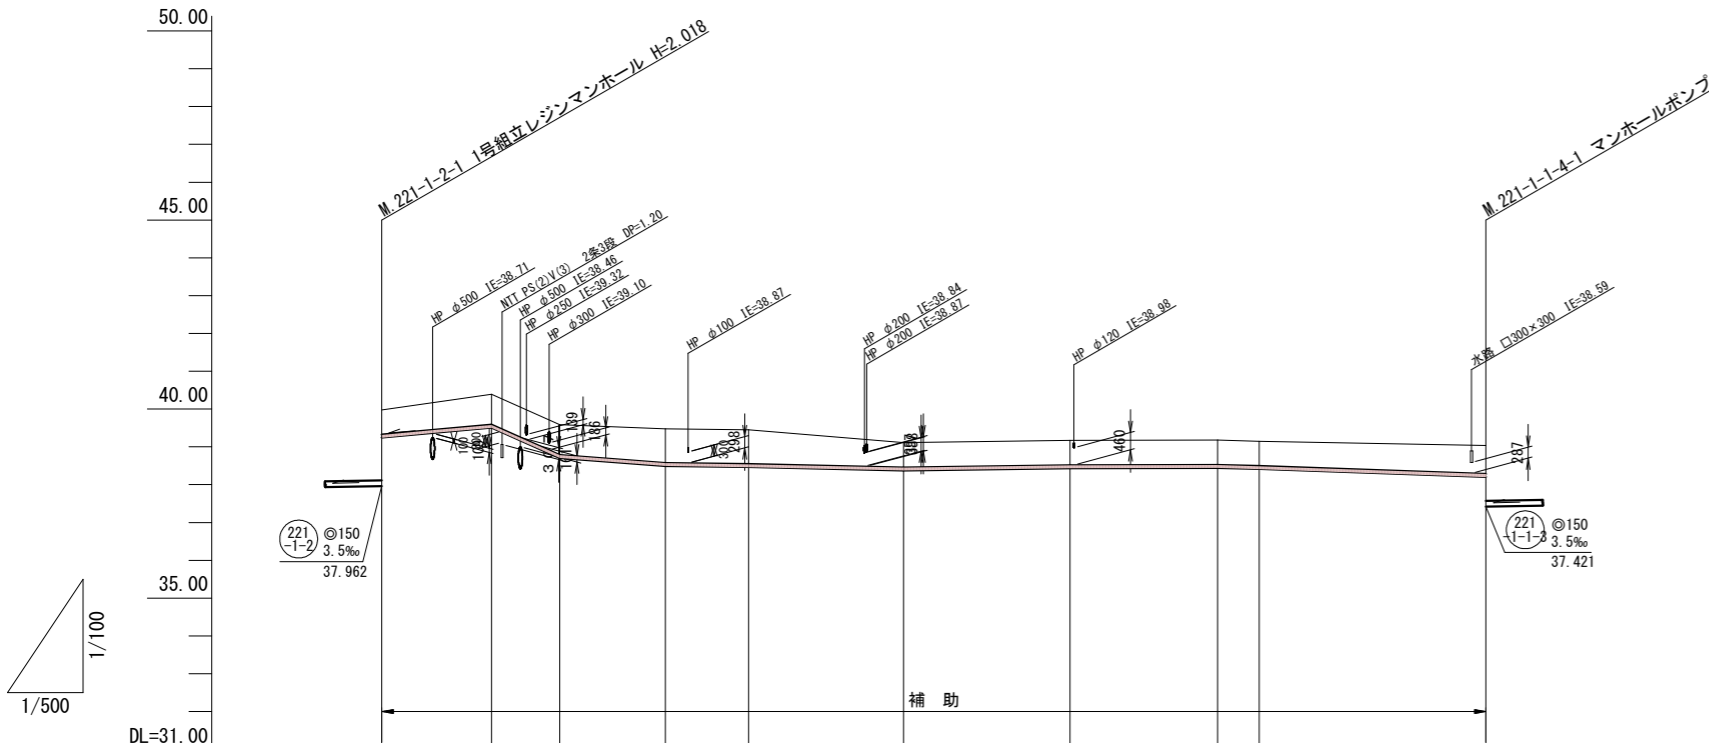 50.00
45.00
40.00
35.00
DL=31.00
M.221-1-2-1 1号組立レジンマンホール H=2.018
M.221-1-1-4-1 マンホールポンプ
HP φ500 IE=38.71
NTT PS(2)V(3) 2条3段 DP=1.20
HP φ500 IE=38.46
HP φ250 IE=39.32
HP φ300 IE=39.10
HP φ100 IE=38.87
HP φ200 IE=38.84
HP φ200 IE=38.87
HP φ120 IE=38.98
水路 □300×300 IE=38.59
100
139
186
300
298
460
287
221
-1-2
◎150
3.5‰
37.962
221
-1-1-3
◎150
3.5‰
37.421
1/100
1/500
補 助